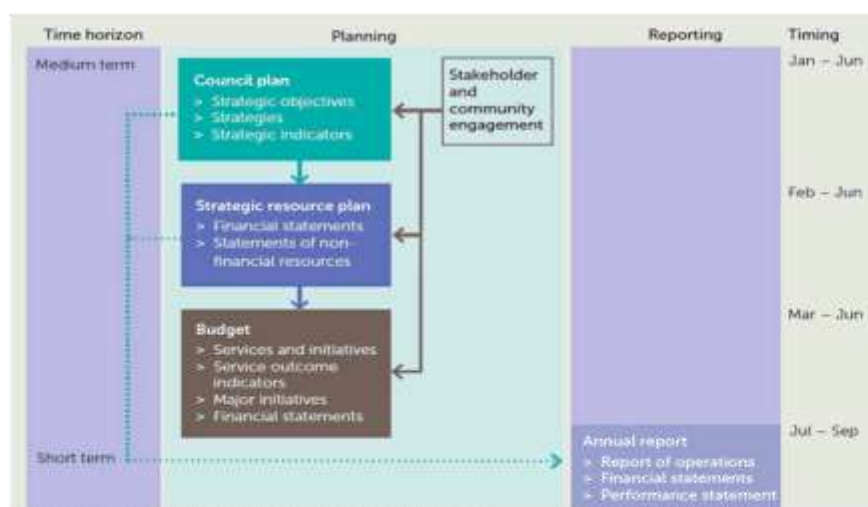 Time horizon
Planning
Reporting
Timing
Medium term
Council plan
> Strategic objectives
> Strategies
> Strategic indicators
Stakeholder
and
community
engagement
Jan – Jun
Strategic resource plan
> Financial statements
> Statements of non-
financial resources
Feb – Jun
Budget
> Services and initiatives
> Service outcome
indicators
> Major initiatives
> Financial statements
Mar – Jun
Short term
Annual report
> Report of operations
> Financial statements
> Performance statement
Jul – Sep